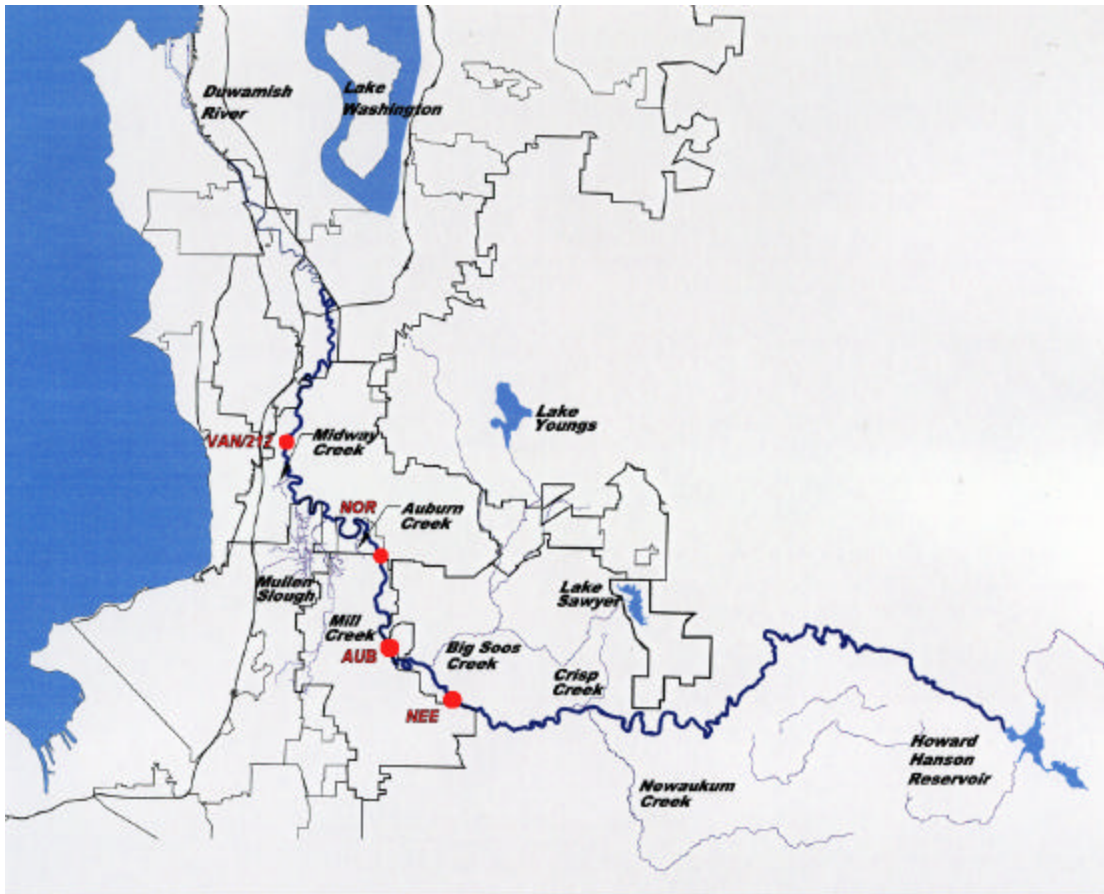 Duwamish
River
Lake
Washington
Lake
Youngs
VAN/212
Midway
Creek
NOR
Auburn
Creek
Mullen
Slough
Lake
Sawyer
Mill
Creek
AUB
Big Soos
Creek
Crisp
Creek
NEE
Howard
Hanson
Reservoir
Nowaukum
Creek